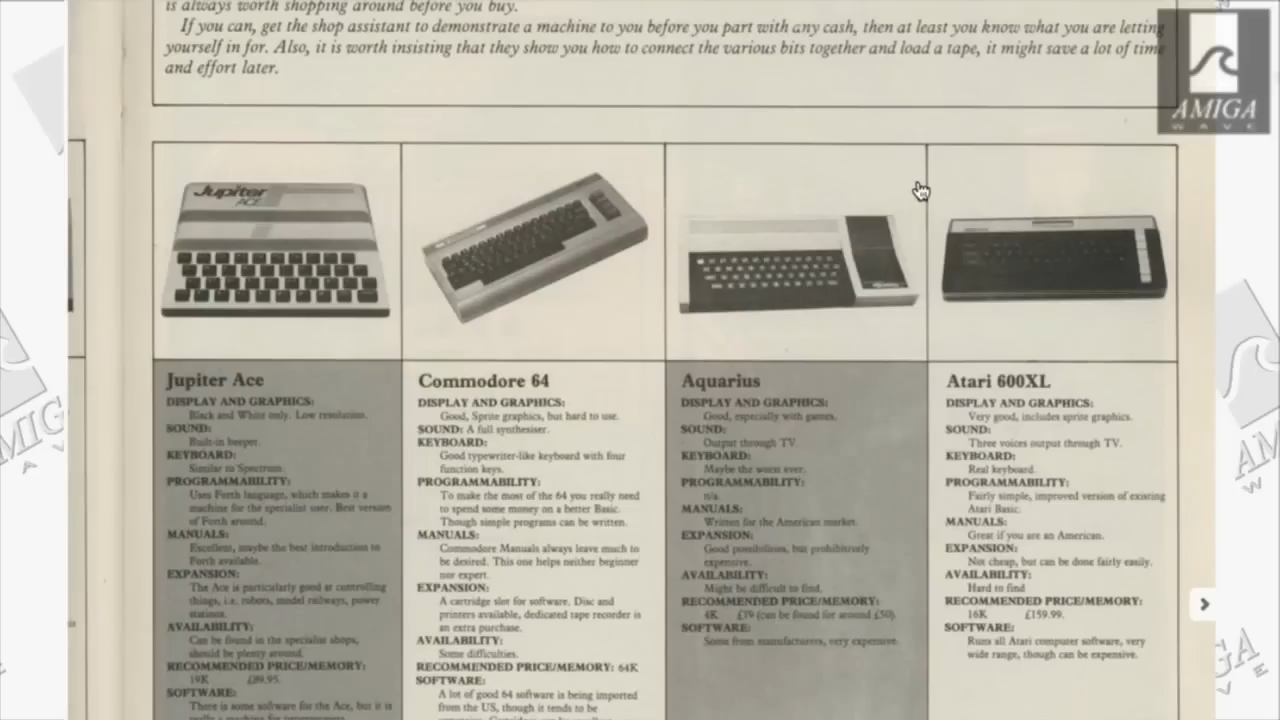 is always worth shopping around before you buy.
If you can, get the shop assistant to demonstrate a machine to you before you part with any cash, then at least you know what you are letting
yourself in for. Also, it is worth insisting that they show you how to connect the various bits together and load a tape, it might save a lot of time
and effort later.
AMIGA
WAVE
Jupiter
ACE
Jupiter Ace
DISPLAY AND GRAPHICS:
Black and White only. Low resolution.
SOUND:
Built-in beeper.
KEYBOARD:
Similar to Spectrum.
PROGRAMMABILITY:
Uses Forth language, which makes it a
machine for the specialist user. Best version
of Forth around.
MANUALS:
Excellent, maybe the best introduction to
Forth available.
EXPANSION:
The Ace is particularly good at controlling
things, i.e. robots, model railways, power
stations.
AVAILABILITY:
Can be found in the specialist shops,
should be plenty around.
RECOMMENDED PRICE/MEMORY:
19K £89.95.
SOFTWARE:
There is some software for the Ace, but it is
really a machine for
Commodore 64
DISPLAY AND GRAPHICS:
Good, Sprite graphics, but hard to use.
SOUND: A full synthesiser.
KEYBOARD:
Good typewriter-like keyboard with four
function keys.
PROGRAMMABILITY:
To make the most of the 64 you really need
to spend some money on a better Basic.
Though simple programs can be written.
MANUALS:
Commodore Manuals always leave much to
be desired. This one helps neither beginner
nor expert.
EXPANSION:
A cartridge slot for software. Disc and
printers available, dedicated tape recorder is
an extra purchase.
AVAILABILITY:
Some difficulties.
RECOMMENDED PRICE/MEMORY: 64K
SOFTWARE:
A lot of good 64 software is being imported
from the US, though it tends to be
Aquarius
DISPLAY AND GRAPHICS:
Good, especially with games.
SOUND:
Output through TV.
KEYBOARD:
Maybe the worst ever.
PROGRAMMABILITY:
n/a
MANUALS:
Written for the American market.
EXPANSION:
Good possibilities, but prohibitively
expensive.
AVAILABILITY:
Might be difficult to find.
RECOMMENDED PRICE/MEMORY:
4K £79 (can be found for around £50).
SOFTWARE:
Some from manufacturers, very expensive.
Atari 600XL
DISPLAY AND GRAPHICS:
Very good, includes sprite graphics.
SOUND:
Three voices output through TV.
KEYBOARD:
Real keyboard.
PROGRAMMABILITY:
Fairly simple, improved version of existing
Atari Basic.
MANUALS:
Great if you are an American.
EXPANSION:
Not cheap, but can be done fairly easily.
AVAILABILITY:
Hard to find
RECOMMENDED PRICE/MEMORY:
16K £159.99.
SOFTWARE:
Runs all Atari computer software, very
wide range, though can be expensive.